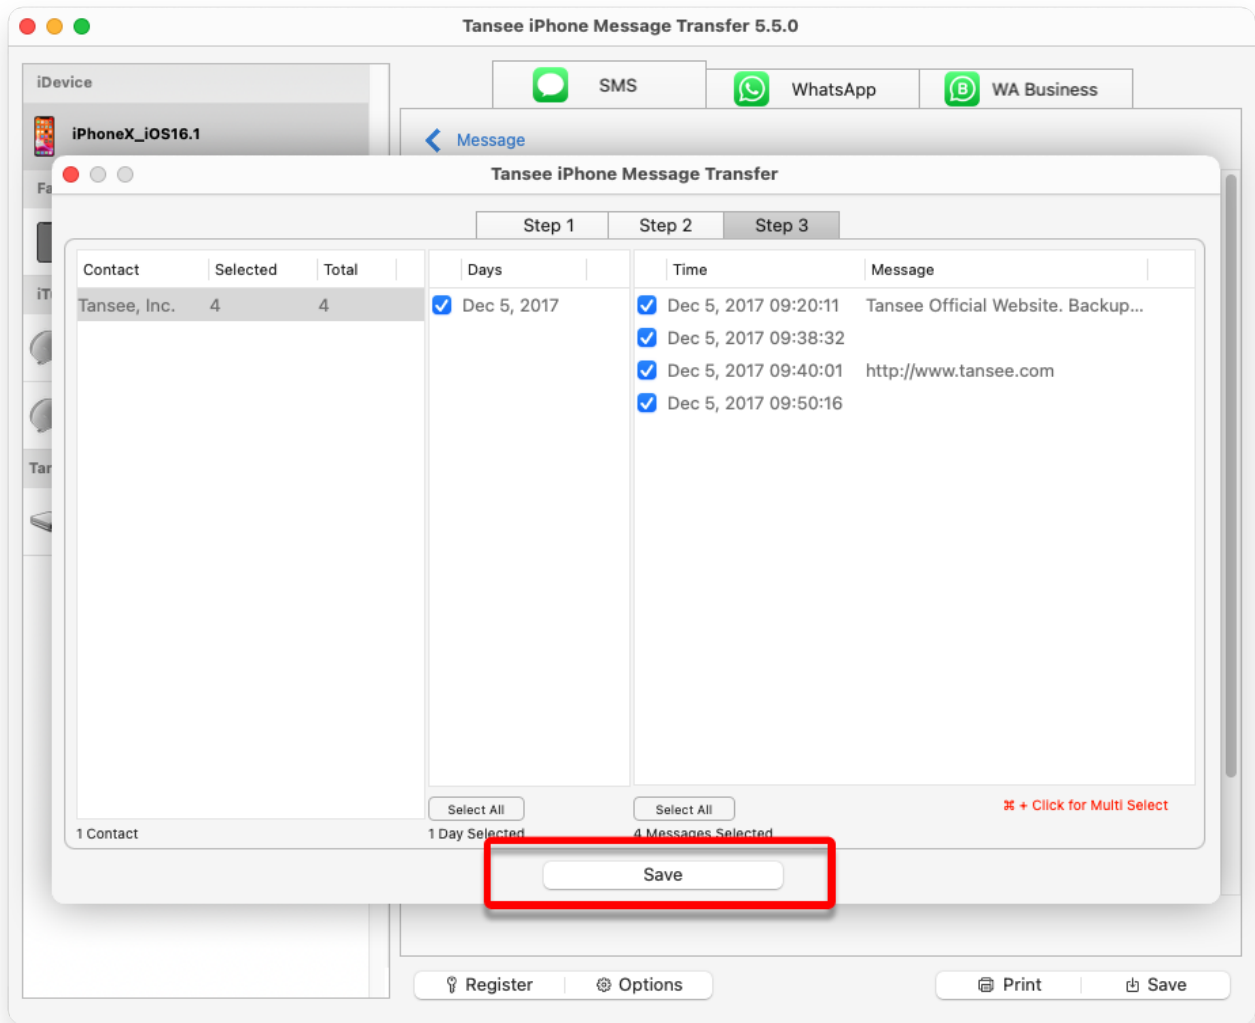 Tansee iPhone Message Transfer 5.5.0
iDevice
SMS
WhatsApp
WA Business
iPhoneX_iOS16.1
Message
Tansee iPhone Message Transfer
Fa
Step 1
Step 2
Step 3
Contact
Selected
Total
Days
Time
Message
iTu
Tansee, Inc.
4
4
Dec 5, 2017
Dec 5, 2017 09:20:11
Tansee Official Website. Backup...
Dec 5, 2017 09:38:32
Dec 5, 2017 09:40:01
http://www.tansee.com
Dec 5, 2017 09:50:16
Tar
Select All
Select All
⌘ + Click for Multi Select
1 Contact
1 Day Selected
4 Messages Selected
Save
Register
Options
Print
Save